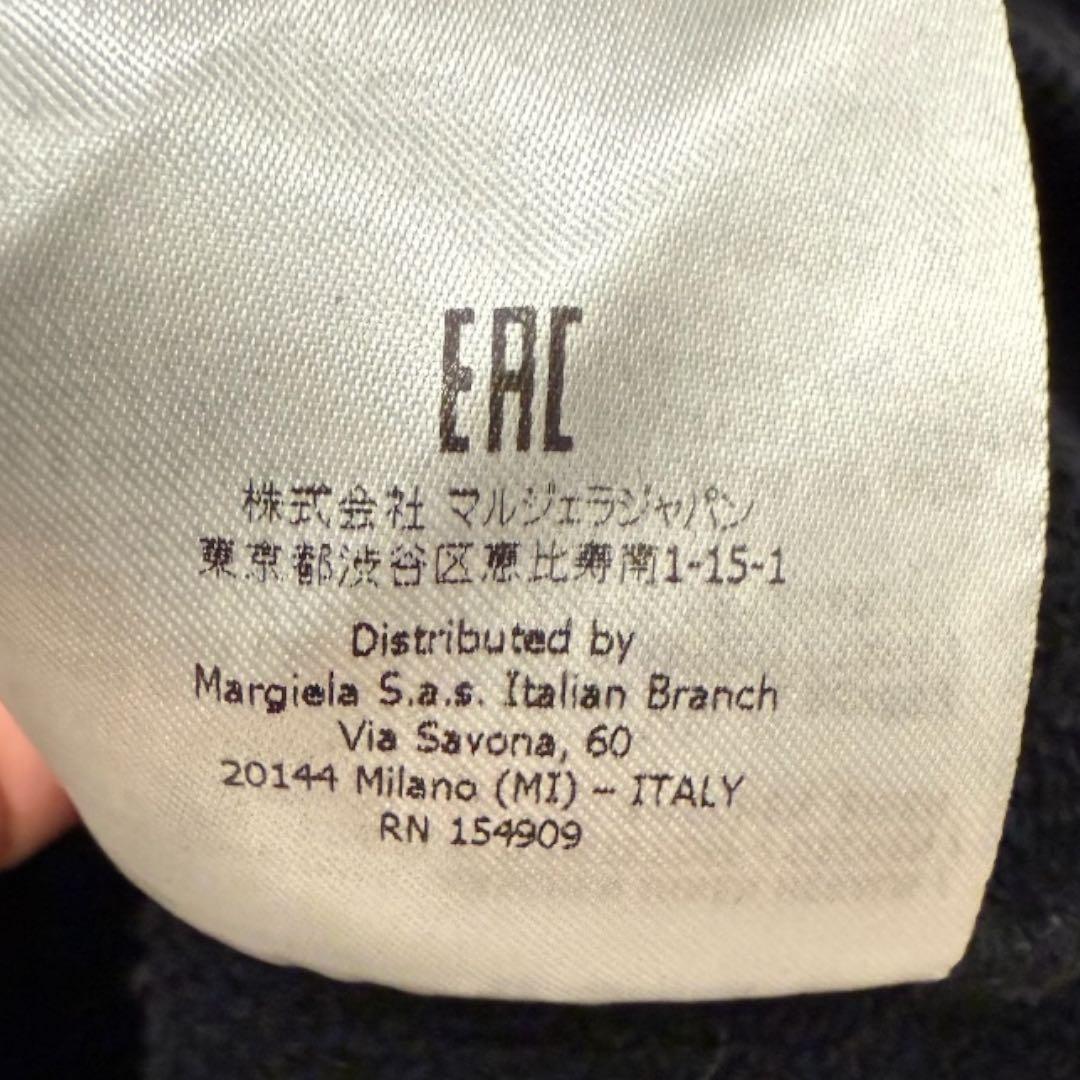 EAC
株式会社 マルジェラジャパン
東京都渋谷区恵比寿南1-15-1
Distributed by
Margiela S.a.s. Italian Branch
Via Savona, 60
20144 Milano (MI) – ITALY
RN 154909